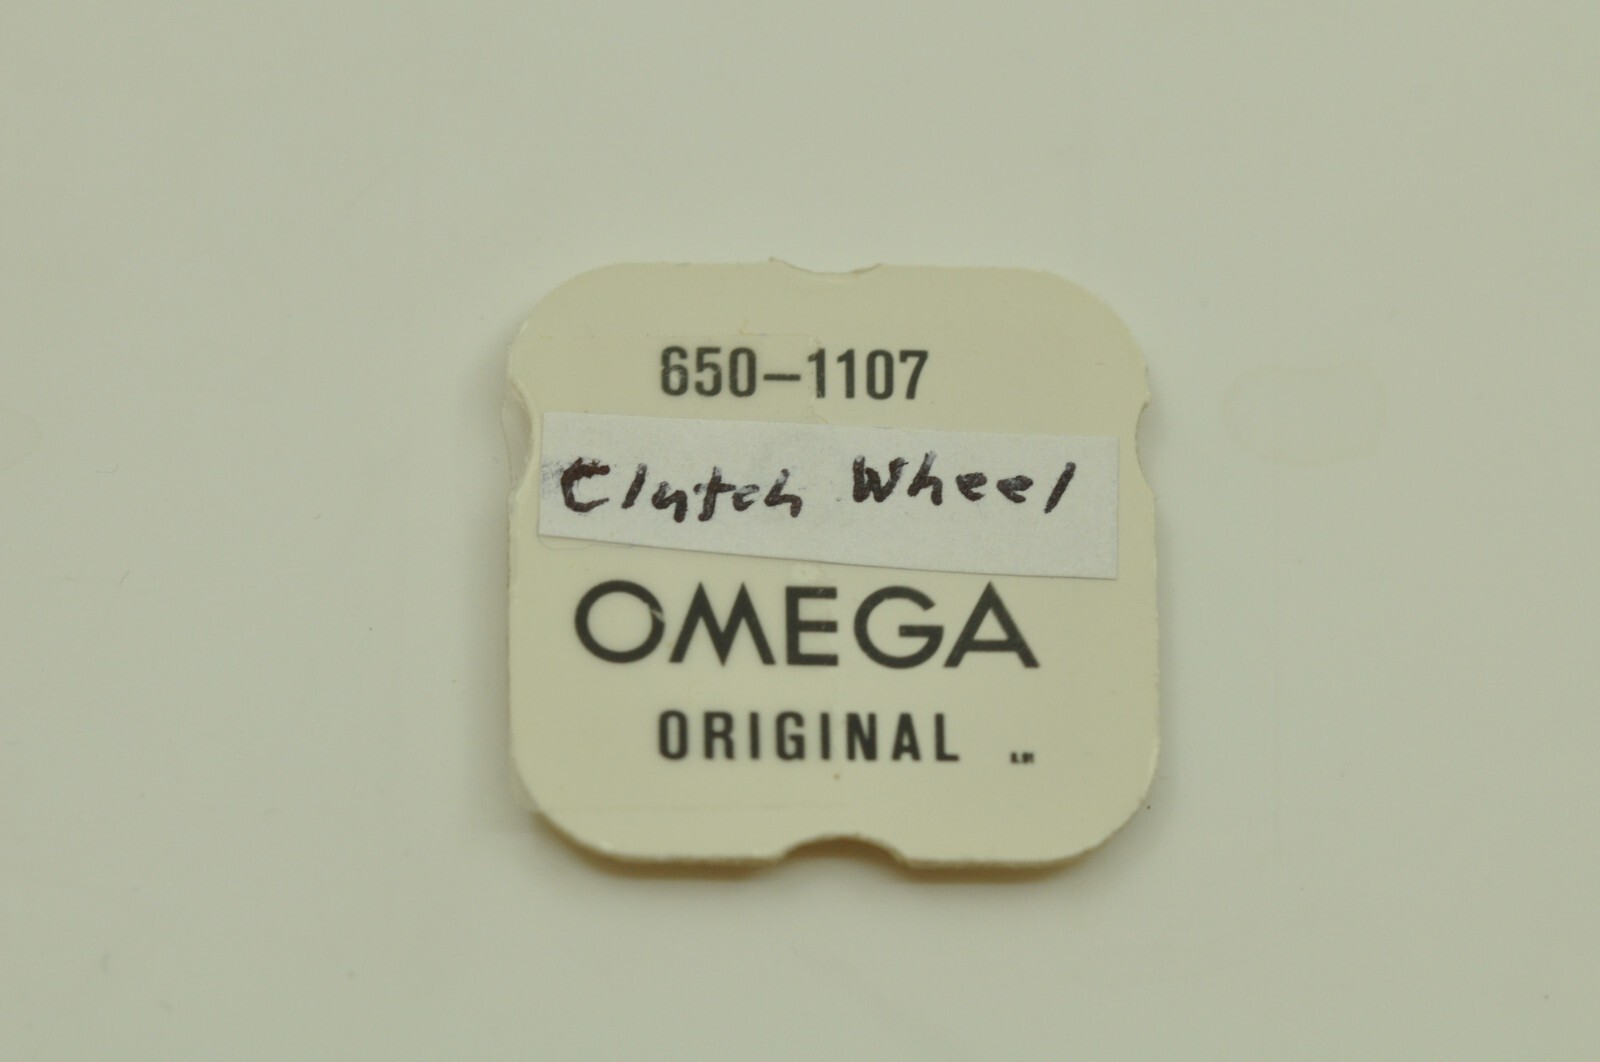 650–1107
Clutch Wheel
OMEGA
ORIGINAL